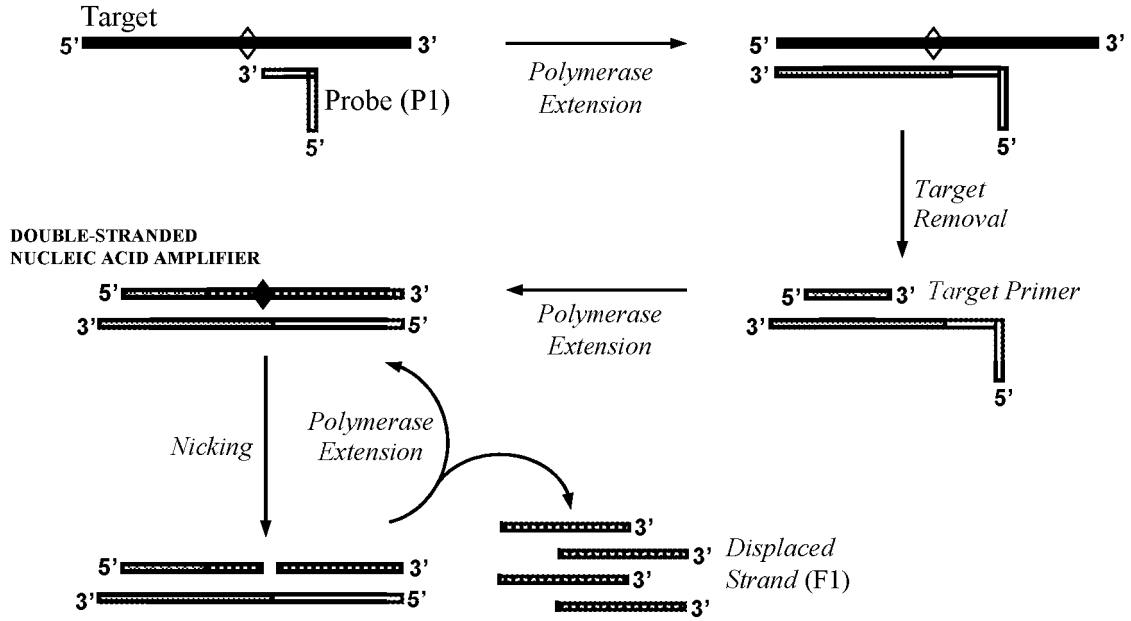 Target
5’
3’
3’
Probe (P1)
5’
Polymerase
Extension
5’
3’
3’
5’
Target
Removal
5’
3’
Target Primer
3’
5’
Polymerase
Extension
DOUBLE-STRANDED
NUCLEIC ACID AMPLIFIER
5’
3’
3’
5’
Nicking
Polymerase
Extension
5’
3’
3’
5’
3’
3’
3’
3’
Displaced
Strand (F1)